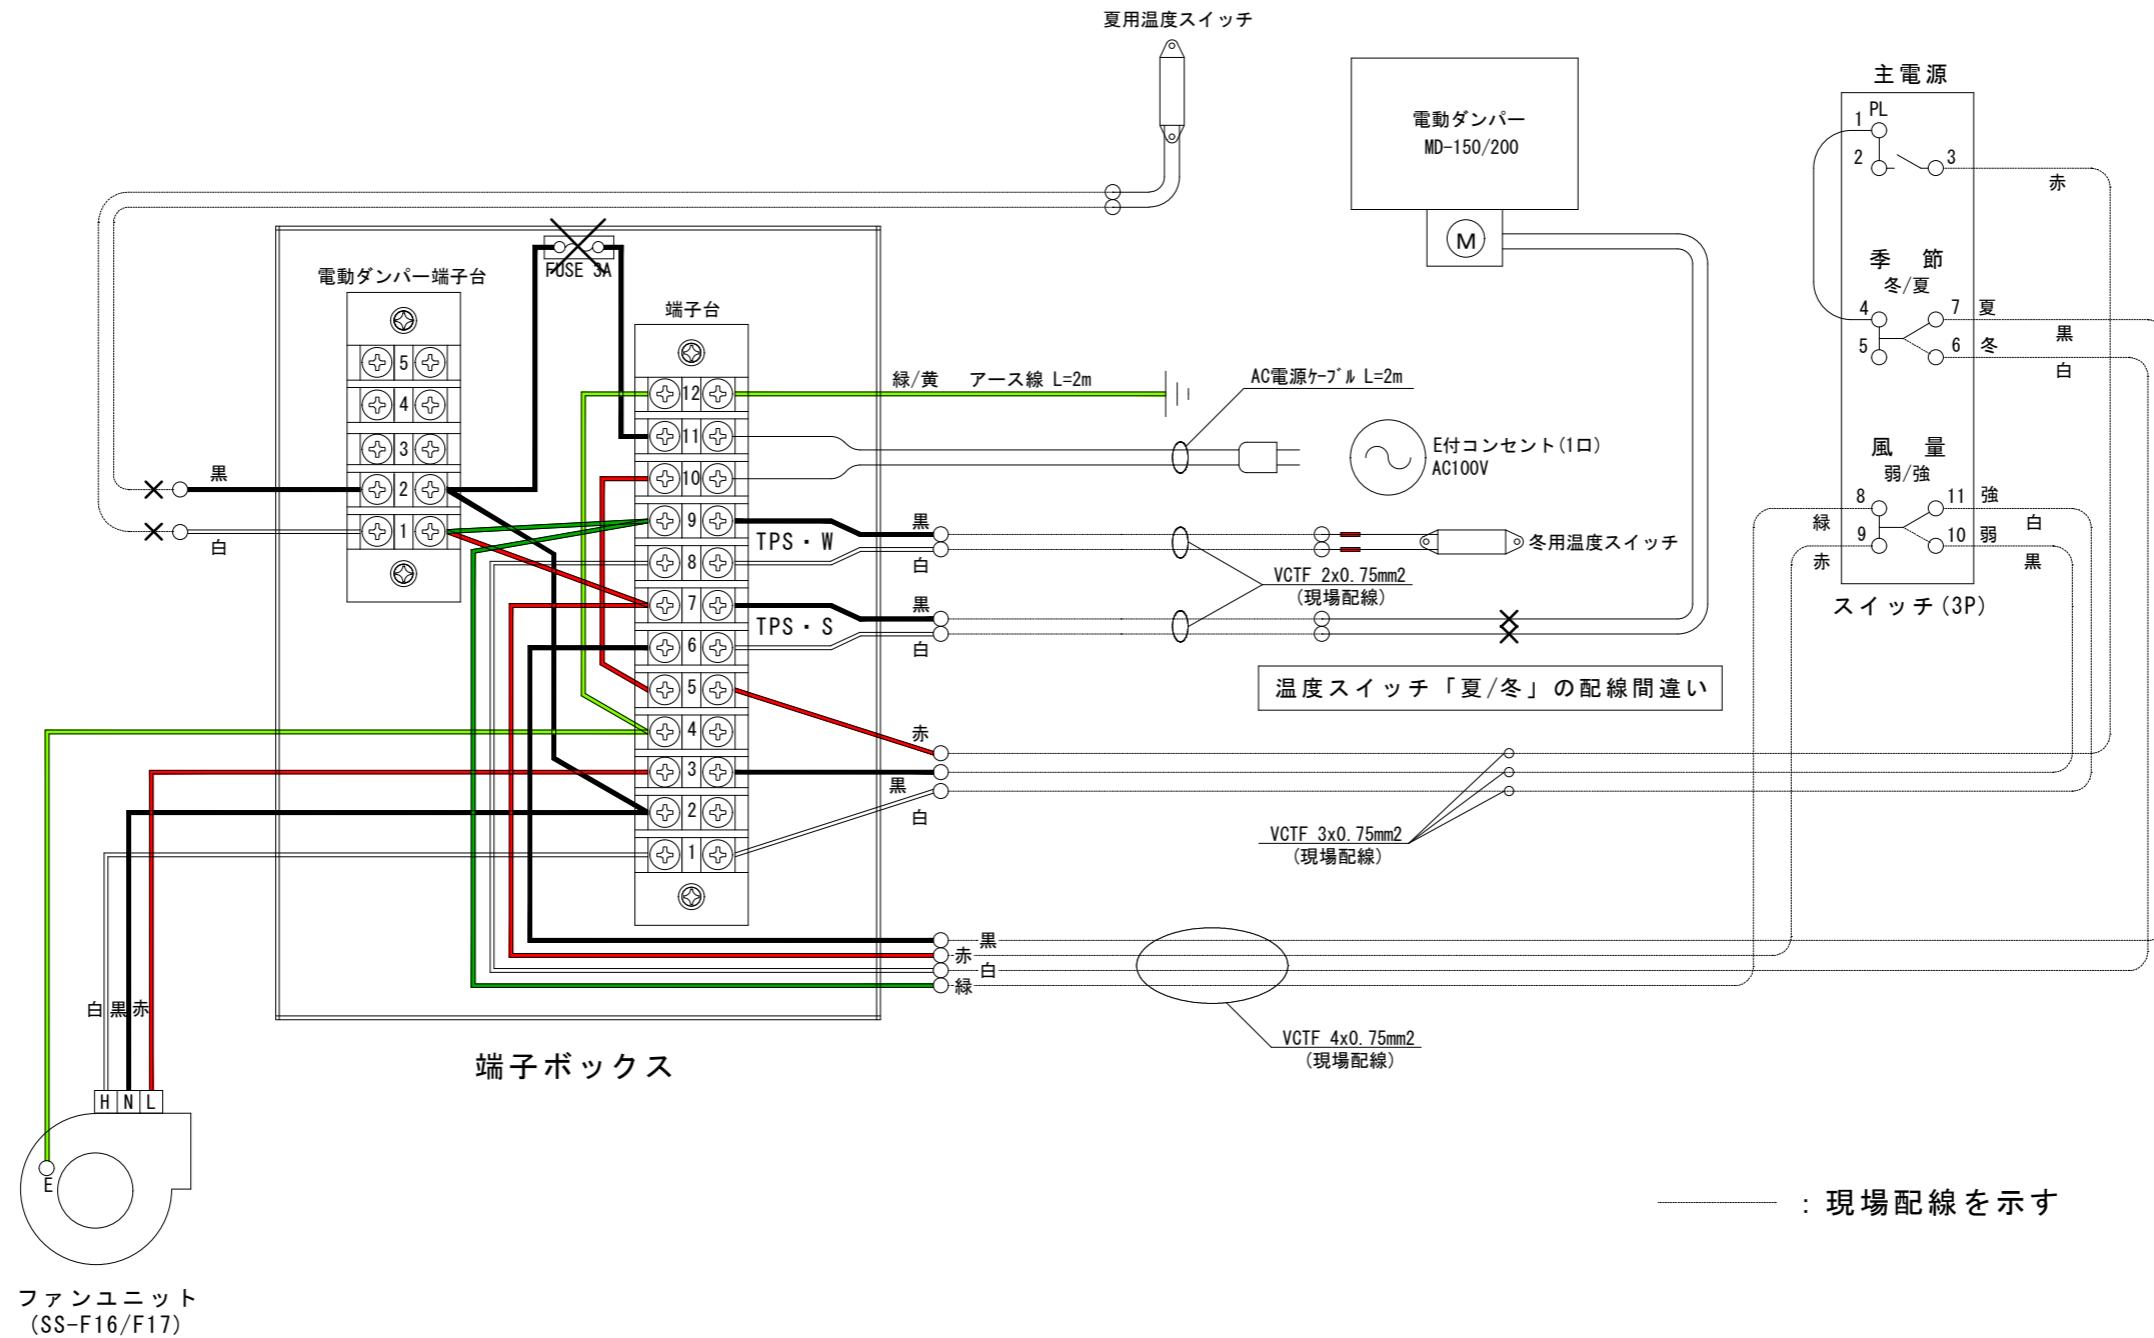 夏用温度スイッチ
電動ダンパー
MD-150/200
M
主電源
PL
1
2
3
赤
季 節
冬/夏
4
7
夏
黒
5
6
冬
白
風 量
弱/強
8
11
強
緑
白
9
10
弱
赤
黒
スイッチ(3P)
FUSE 3A
電動ダンパー端子台
5
4
3
2
1
黒
白
端子台
12
11
10
9
8
7
6
5
4
3
2
1
緑/黄 アース線 L=2m
AC電源ｹｰﾌﾞﾙ L=2m
E付コンセント(1口)
AC100V
TPS・W
黒
白
冬用温度スイッチ
VCTF 2x0.75mm2
(現場配線)
TPS・S
黒
白
温度スイッチ「夏/冬」の配線間違い
赤
黒
白
VCTF 3x0.75mm2
(現場配線)
黒
赤
白
緑
VCTF 4x0.75mm2
(現場配線)
端子ボックス
白 黒 赤
H N L
E
ファンユニット
(SS-F16/F17)
：現場配線を示す